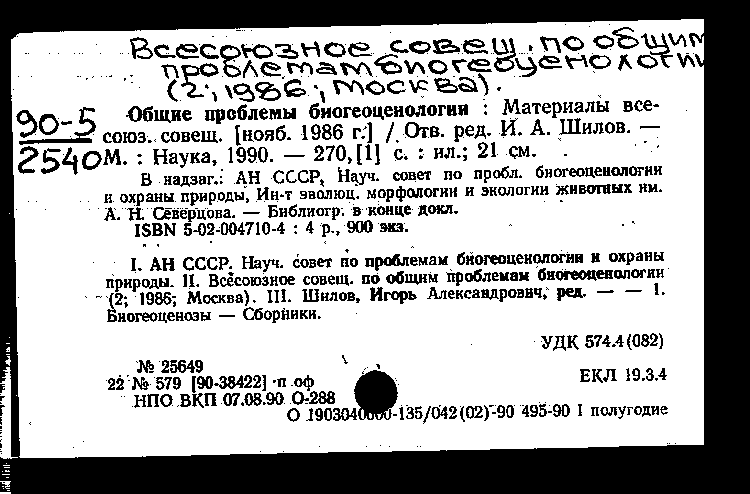 Всесоюзное совещ. по общим
проблемам биогеоценологии
(2; 1986; Москва).
90-5
2540
Общие проблемы биогеоценологии : Материалы все-
союз. совещ. [нояб. 1986 г.] / Отв. ред. И. А. Шилов. —
М. : Наука, 1990. — 270,[1] с. : ил.; 21 см.
В надзаг.: АН СССР, Науч. совет по пробл. биогеоценологии
и охраны природы, Ин-т эволюц. морфологии и экологии животных им.
А. Н. Северцова. — Библиогр. в конце докл.
ISBN 5-02-004710-4 : 4 р., 900 экз.
I. АН СССР. Науч. совет по проблемам биогеоценологии и охраны
природы. II. Всесоюзное совещ. по общим проблемам биогеоценологии
(2; 1986; Москва). III. Шилов, Игорь Александрович, ред. — — 1.
Биогеоценозы — Сборники.
УДК 574.4(082)
№ 25649
22 № 579 [90-38422] п оф
ЕКЛ 19.3.4
НПО ВКП 07.08.90 О-288
О 1903040000-135/042(02)-90 495-90 I полугодие